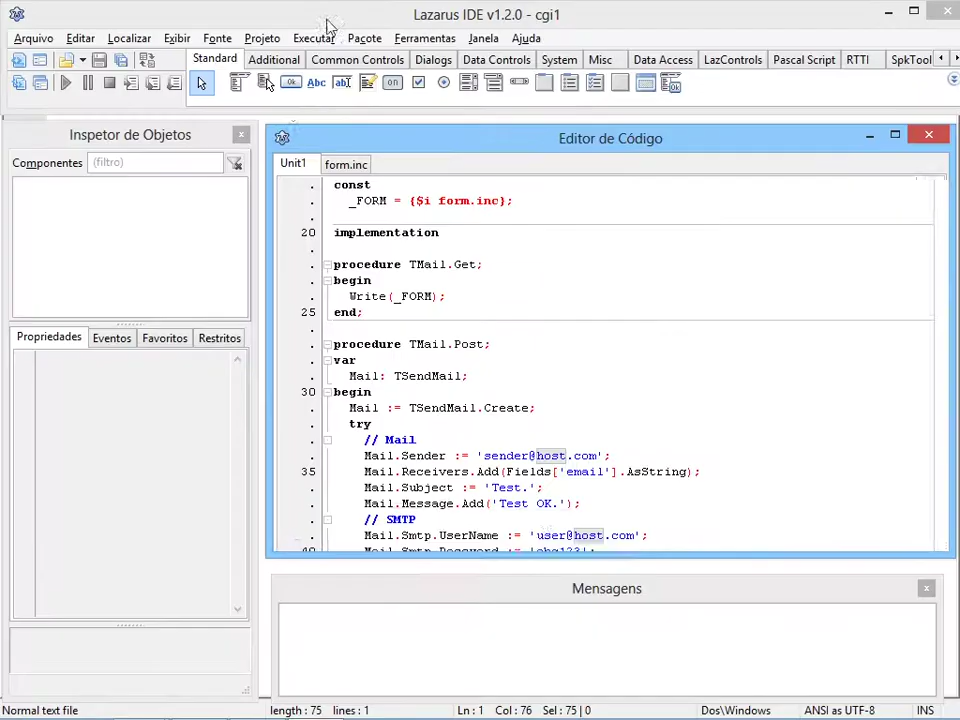 Lazarus IDE v1.2.0 - cgi1
Arquivo Editar Localizar Exibir Fonte Projeto Executar Pacote Ferramentas Janela Ajuda
Standard Additional Common Controls Dialogs Data Controls System Misc Data Access LazControls Pascal Script RTTI SpkTool
Ok Abc ab on Ok
Inspetor de Objetos
Componentes (filtro)
Propriedades Eventos Favoritos Restritos
Editor de Código
Unit1 form.inc
const
_FORM = {$i form.inc};
20 implementation
procedure TMail.Get;
begin
Write(_FORM);
25 end;
procedure TMail.Post;
var
Mail: TSendMail;
30 begin
Mail := TSendMail.Create;
try
// Mail
Mail.Sender := 'sender@host.com';
35 Mail.Receivers.Add(Fields['email'].AsString);
Mail.Subject := 'Test.';
Mail.Message.Add('Test OK.');
// SMTP
Mail.Smtp.UserName := 'user@host.com';
Mensagens
Normal text file length : 75 lines : 1 Ln : 1 Col : 76 Sel : 75 | 0 Dos\Windows ANSI as UTF-8 INS